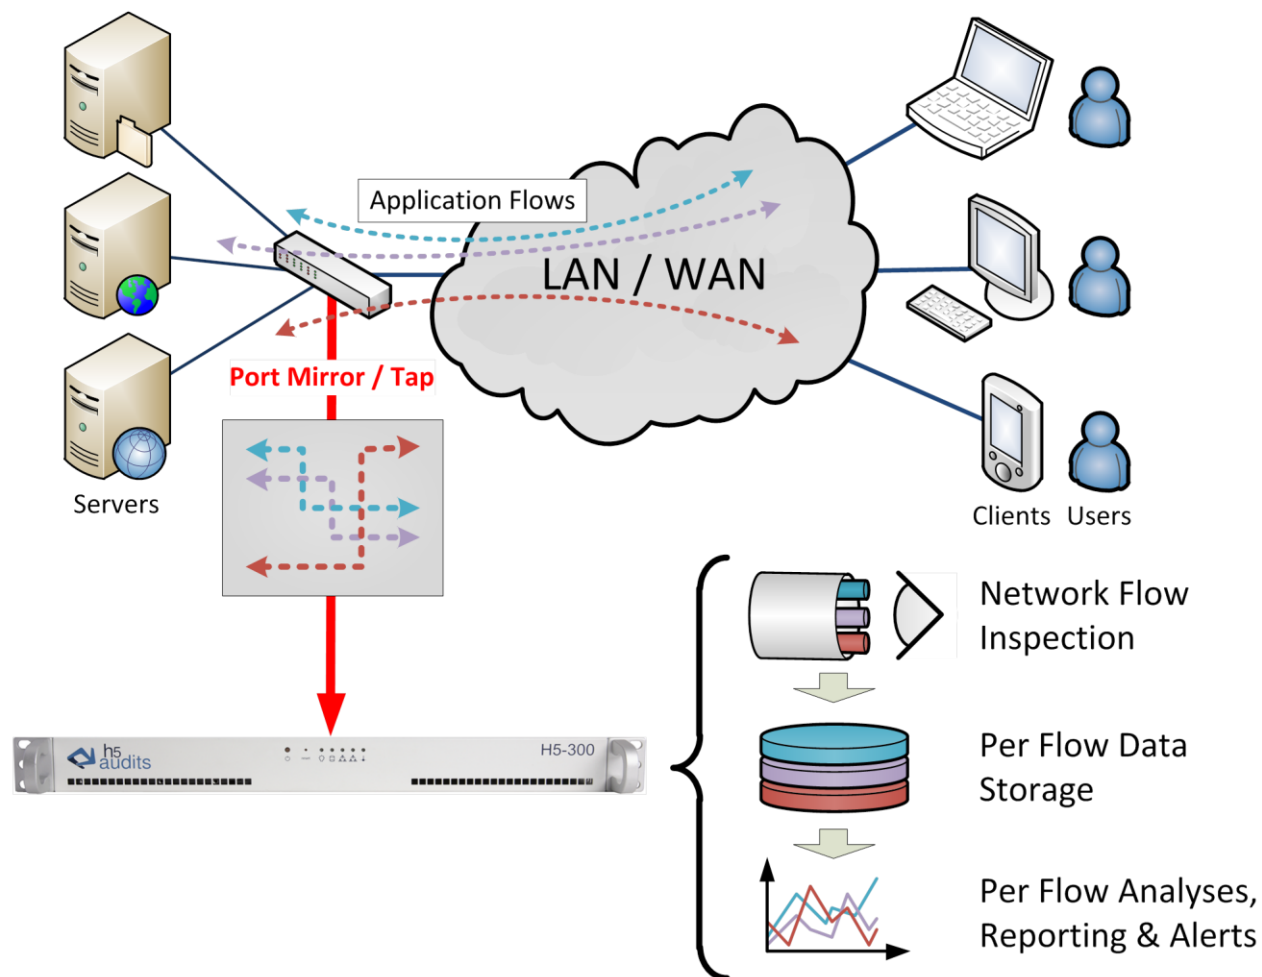 Application Flows
LAN / WAN
Port Mirror / Tap
Servers
Clients
Users
h5
audits
H5-300
Network Flow
Inspection
Per Flow Data
Storage
Per Flow Analyses,
Reporting & Alerts